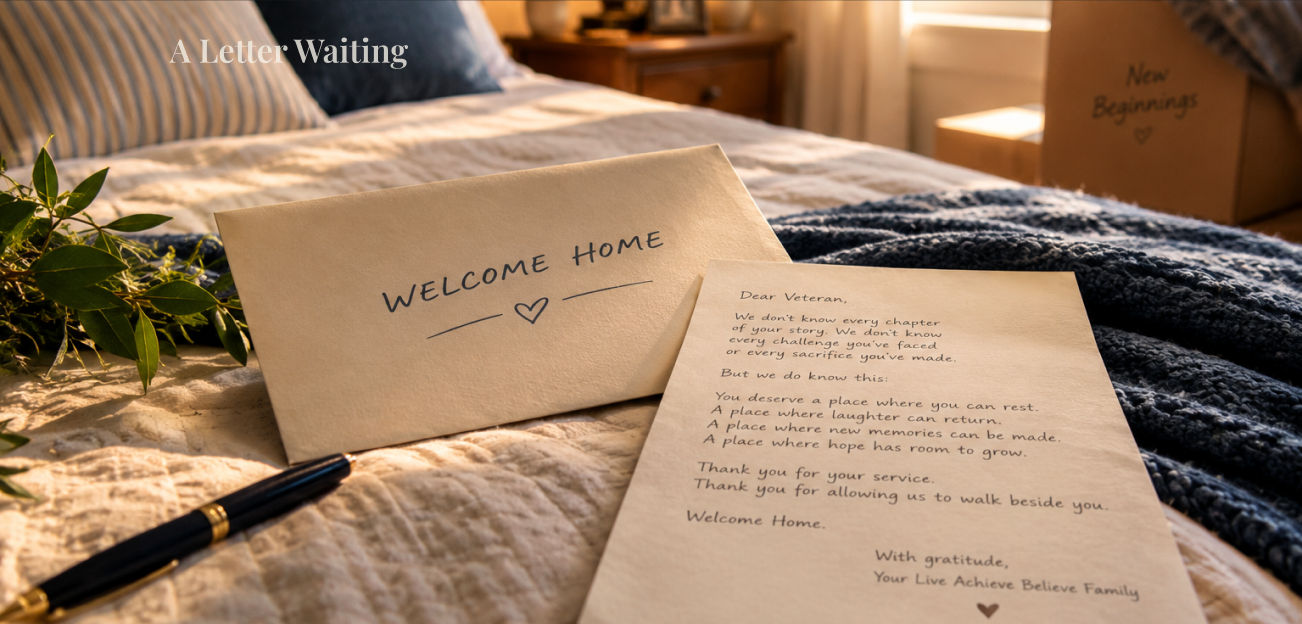 A Letter Waiting
New
Beginnings
WELCOME HOME
Dear Veteran,
We don't know every chapter
of your story. We don't know
every challenge you've faced
or every sacrifice you've made.
But we do know this:
You deserve a place where you can rest.
A place where laughter can return.
A place where new memories can be made.
A place where hope has room to grow.
Thank you for your service.
Thank you for allowing us to walk beside you.
Welcome Home.
With gratitude,
Your Live Achieve Believe Family